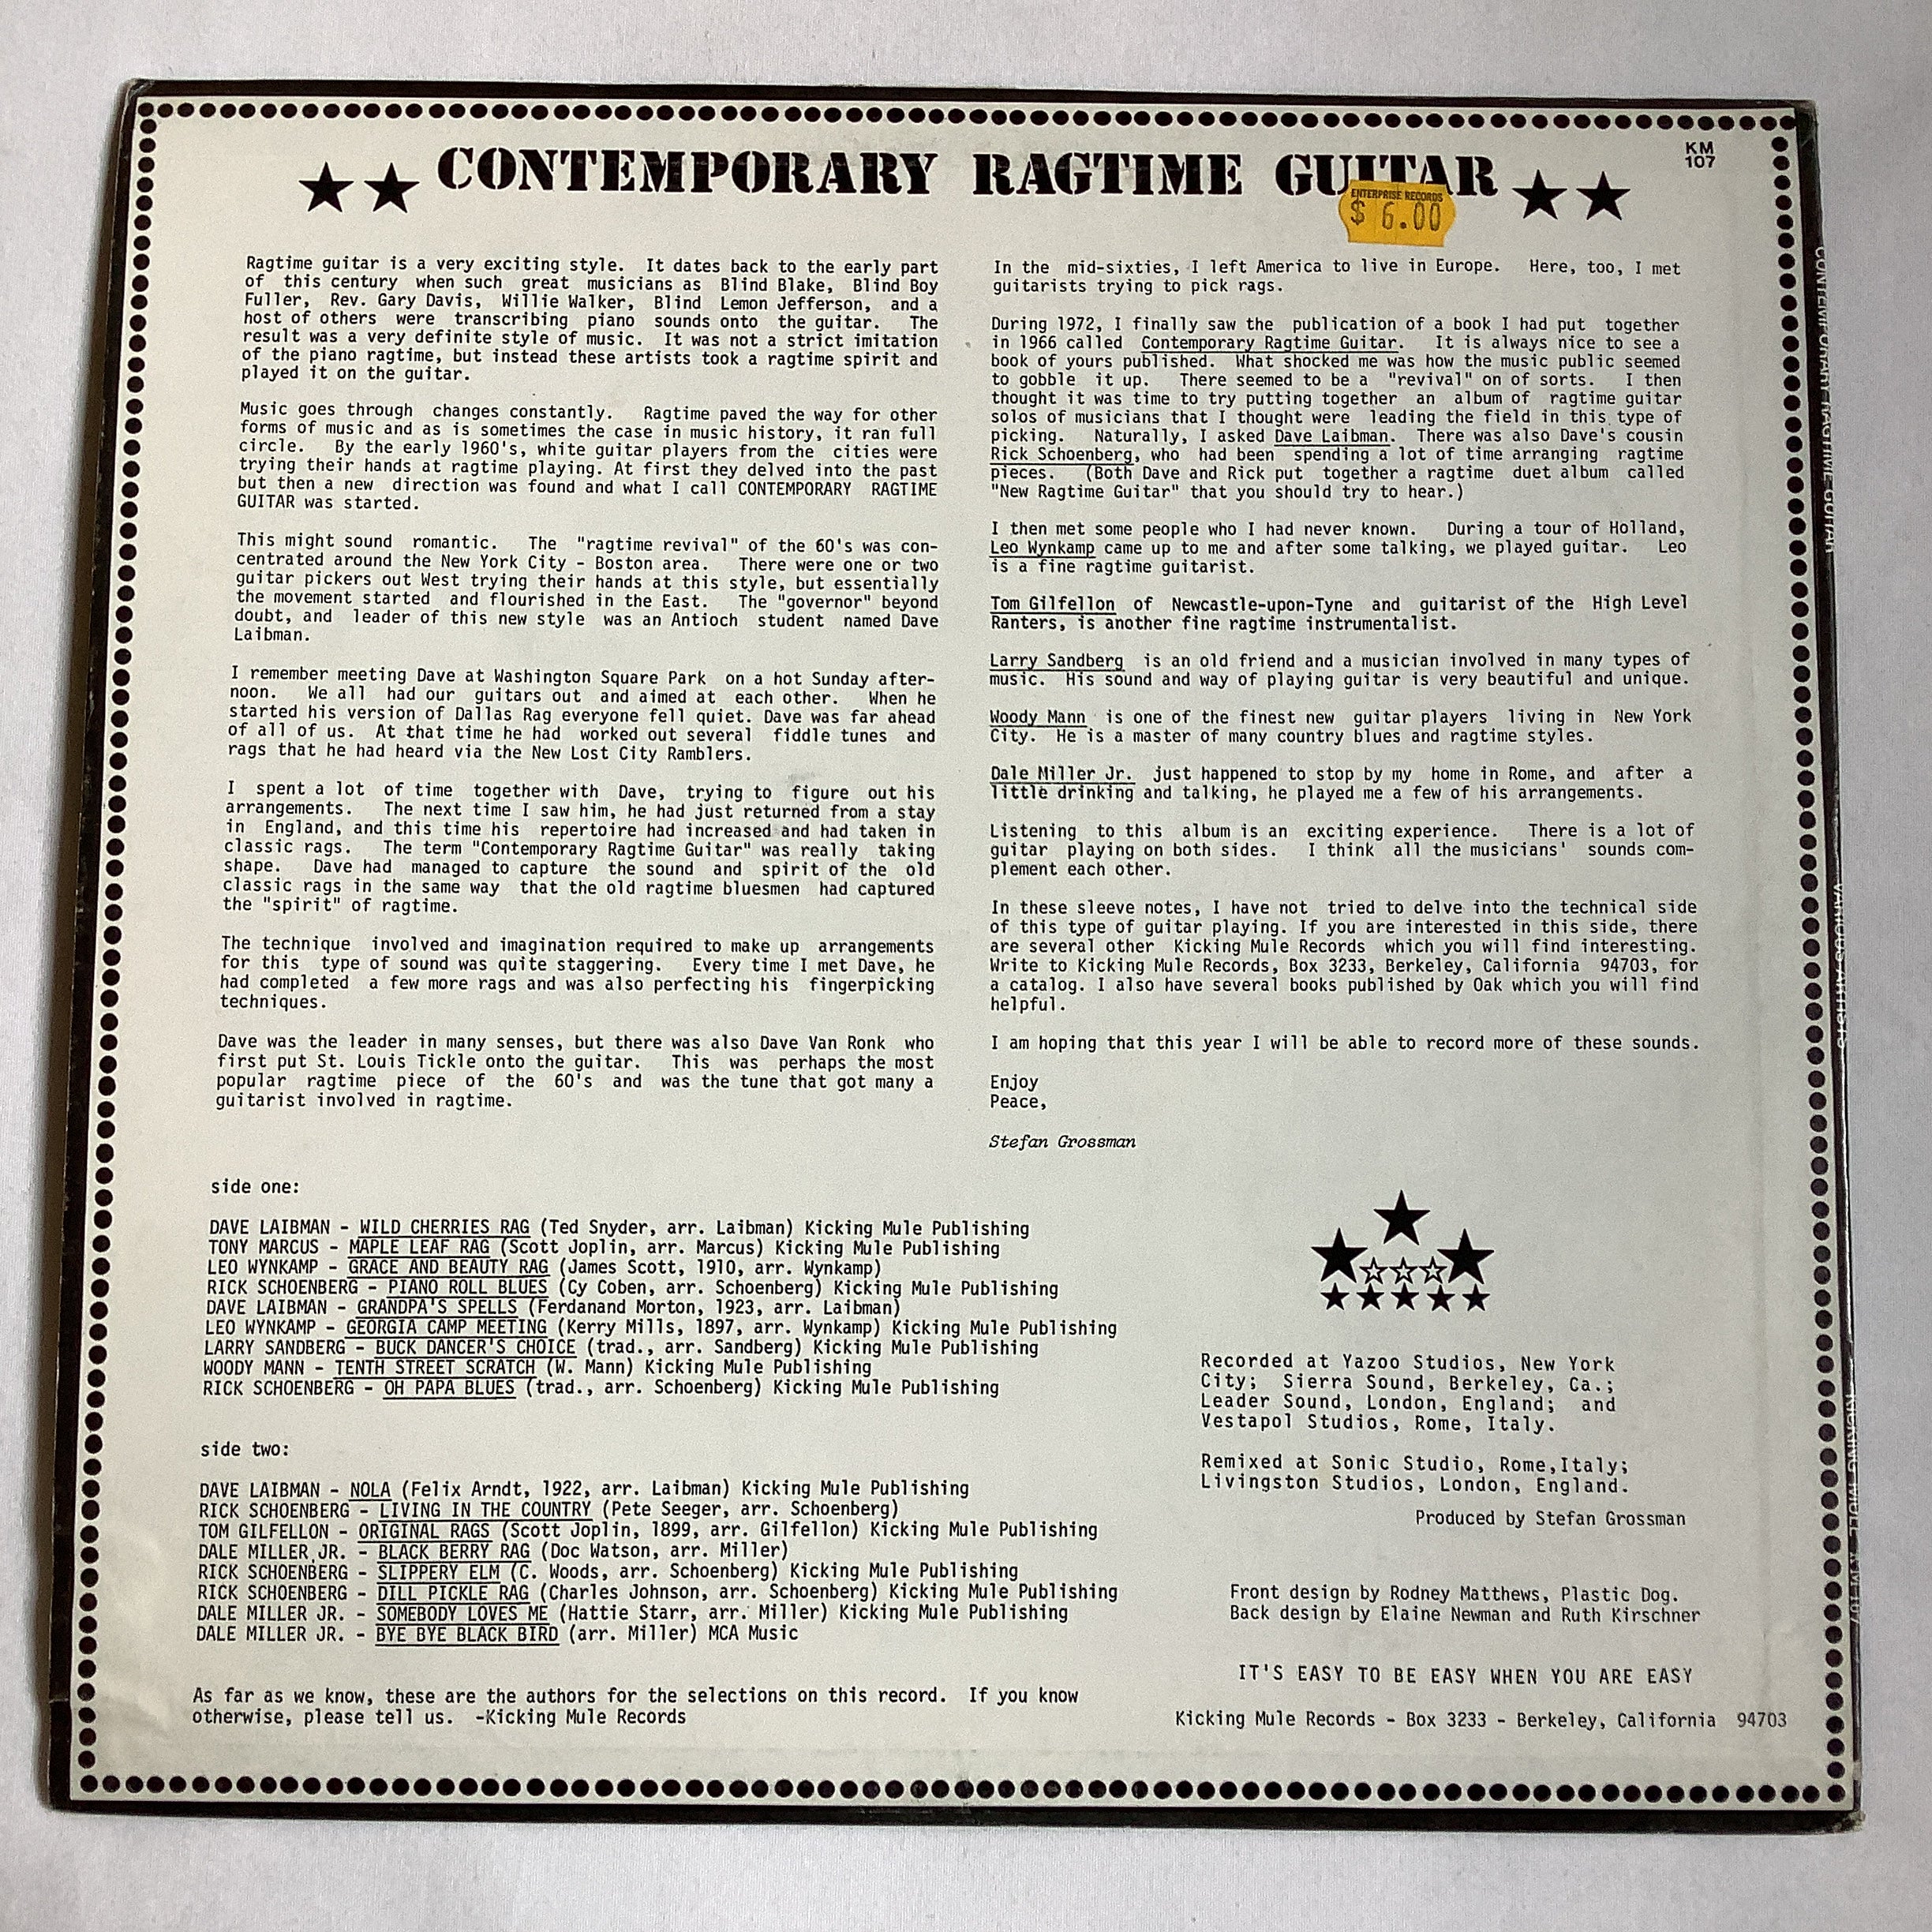 CONTEMPORARY RAGTIME GUITAR
KM
107
ENTERPRISE RECORDS
$ 6.00
Ragtime guitar is a very exciting style. It dates back to the early part
of this century when such great musicians as Blind Blake, Blind Boy
Fuller, Rev. Gary Davis, Willie Walker, Blind Lemon Jefferson, and a
host of others were transcribing piano sounds onto the guitar. The
result was a very definite style of music. It was not a strict imitation
of the piano ragtime, but instead these artists took a ragtime spirit and
played it on the guitar.
Music goes through changes constantly. Ragtime paved the way for other
forms of music and as is sometimes the case in music history, it ran full
circle. By the early 1960's, white guitar players from the cities were
trying their hands at ragtime playing. At first they delved into the past
but then a new direction was found and what I call CONTEMPORARY RAGTIME
GUITAR was started.
This might sound romantic. The "ragtime revival" of the 60's was con-
centrated around the New York City - Boston area. There were one or two
guitar pickers out West trying their hands at this style, but essentially
the movement started and flourished in the East. The "governor" beyond
doubt, and leader of this new style was an Antioch student named Dave
Laibman.
I remember meeting Dave at Washington Square Park on a hot Sunday after-
noon. We all had our guitars out and aimed at each other. When he
started his version of Dallas Rag everyone fell quiet. Dave was far ahead
of all of us. At that time he had worked out several fiddle tunes and
rags that he had heard via the New Lost City Ramblers.
I spent a lot of time together with Dave, trying to figure out his
arrangements. The next time I saw him, he had just returned from a stay
in England, and this time his repertoire had increased and had taken in
classic rags. The term "Contemporary Ragtime Guitar" was really taking
shape. Dave had managed to capture the sound and spirit of the old
classic rags in the same way that the old ragtime bluesmen had captured
the "spirit" of ragtime.
The technique involved and imagination required to make up arrangements
for this type of sound was quite staggering. Every time I met Dave, he
had completed a few more rags and was also perfecting his fingerpicking
techniques.
Dave was the leader in many senses, but there was also Dave Van Ronk who
first put St. Louis Tickle onto the guitar. This was perhaps the most
popular ragtime piece of the 60's and was the tune that got many a
guitarist involved in ragtime.
In the mid-sixties, I left America to live in Europe. Here, too, I met
guitarists trying to pick rags.
During 1972, I finally saw the publication of a book I had put together
in 1966 called Contemporary Ragtime Guitar. It is always nice to see a
book of yours published. What shocked me was how the music public seemed
to gobble it up. There seemed to be a "revival" on of sorts. I then
thought it was time to try putting together an album of ragtime guitar
solos of musicians that I thought were leading the field in this type of
picking. Naturally, I asked Dave Laibman. There was also Dave's cousin
Rick Schoenberg, who had been spending a lot of time arranging ragtime
pieces. (Both Dave and Rick put together a ragtime duet album called
"New Ragtime Guitar" that you should try to hear.)
I then met some people who I had never known. During a tour of Holland,
Leo Wynkamp came up to me and after some talking, we played guitar. Leo
is a fine ragtime guitarist.
Tom Gilfellon of Newcastle-upon-Tyne and guitarist of the High Level
Ranters, is another fine ragtime instrumentalist.
Larry Sandberg is an old friend and a musician involved in many types of
music. His sound and way of playing guitar is very beautiful and unique.
Woody Mann is one of the finest new guitar players living in New York
City. He is a master of many country blues and ragtime styles.
Dale Miller Jr. just happened to stop by my home in Rome, and after a
little drinking and talking, he played me a few of his arrangements.
Listening to this album is an exciting experience. There is a lot of
guitar playing on both sides. I think all the musicians' sounds com-
plement each other.
In these sleeve notes, I have not tried to delve into the technical side
of this type of guitar playing. If you are interested in this side, there
are several other Kicking Mule Records which you will find interesting.
Write to Kicking Mule Records, Box 3233, Berkeley, California 94703, for
a catalog. I also have several books published by Oak which you will find
helpful.
I am hoping that this year I will be able to record more of these sounds.
Enjoy
Peace,
Stefan Grossman
side one:
DAVE LAIBMAN - WILD CHERRIES RAG (Ted Snyder, arr. Laibman) Kicking Mule Publishing
TONY MARCUS - MAPLE LEAF RAG (Scott Joplin, arr. Marcus) Kicking Mule Publishing
LEO WYNKAMP - GRACE AND BEAUTY RAG (James Scott, 1910, arr. Wynkamp)
RICK SCHOENBERG - PIANO ROLL BLUES (Cy Coben, arr. Schoenberg) Kicking Mule Publishing
DAVE LAIBMAN - GRANDPA'S SPELLS (Ferdanand Morton, 1923, arr. Laibman)
LEO WYNKAMP - GEORGIA CAMP MEETING (Kerry Mills, 1897, arr. Wynkamp) Kicking Mule Publishing
LARRY SANDBERG - BUCK DANCER'S CHOICE (trad., arr. Sandberg) Kicking Mule Publishing
WOODY MANN - TENTH STREET SCRATCH (W. Mann) Kicking Mule Publishing
RICK SCHOENBERG - OH PAPA BLUES (trad., arr. Schoenberg) Kicking Mule Publishing
side two:
DAVE LAIBMAN - NOLA (Felix Arndt, 1922, arr. Laibman) Kicking Mule Publishing
RICK SCHOENBERG - LIVING IN THE COUNTRY (Pete Seeger, arr. Schoenberg)
TOM GILFELLON - ORIGINAL RAGS (Scott Joplin, 1899, arr. Gilfellon) Kicking Mule Publishing
DALE MILLER JR. - BLACK BERRY RAG (Doc Watson, arr. Miller)
RICK SCHOENBERG - SLIPPERY ELM (C. Woods, arr. Schoenberg) Kicking Mule Publishing
RICK SCHOENBERG - DILL PICKLE RAG (Charles Johnson, arr. Schoenberg) Kicking Mule Publishing
DALE MILLER JR. - SOMEBODY LOVES ME (Hattie Starr, arr. Miller) Kicking Mule Publishing
DALE MILLER JR. - BYE BYE BLACK BIRD (arr. Miller) MCA Music
As far as we know, these are the authors for the selections on this record. If you know
otherwise, please tell us. -Kicking Mule Records
Recorded at Yazoo Studios, New York
City; Sierra Sound, Berkeley, Ca.;
Leader Sound, London, England; and
Vestapol Studios, Rome, Italy.
Remixed at Sonic Studio, Rome,Italy;
Livingston Studios, London, England.
Produced by Stefan Grossman
Front design by Rodney Matthews, Plastic Dog.
Back design by Elaine Newman and Ruth Kirschner
IT'S EASY TO BE EASY WHEN YOU ARE EASY
Kicking Mule Records - Box 3233 - Berkeley, California 94703
CONTEMPORARY RAGTIME GUITAR
VARIOUS ARTISTS
KICKING MULE KM 107